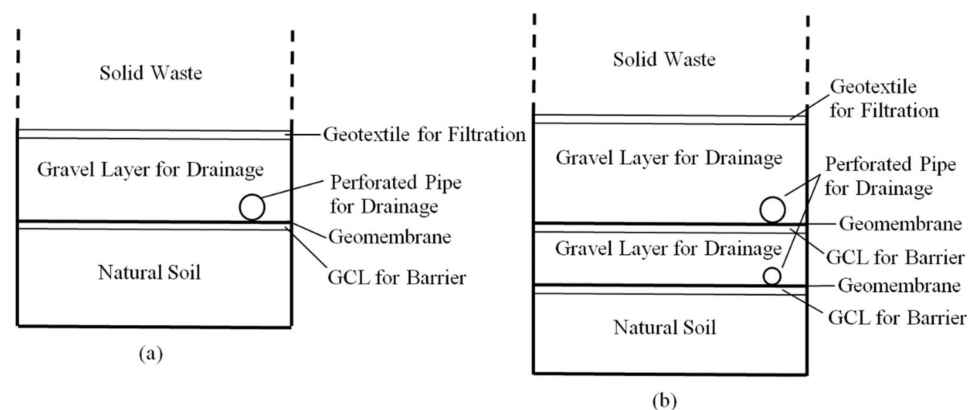 Solid Waste
Geotextile for Filtration
Gravel Layer for Drainage
Perforated Pipe
for Drainage
Geomembrane
GCL for Barrier
Natural Soil
(a)
Solid Waste
Geotextile
for Filtration
Gravel Layer for Drainage
Perforated Pipe
for Drainage
Geomembrane
Gravel Layer for Drainage
GCL for Barrier
Geomembrane
GCL for Barrier
Natural Soil
(b)